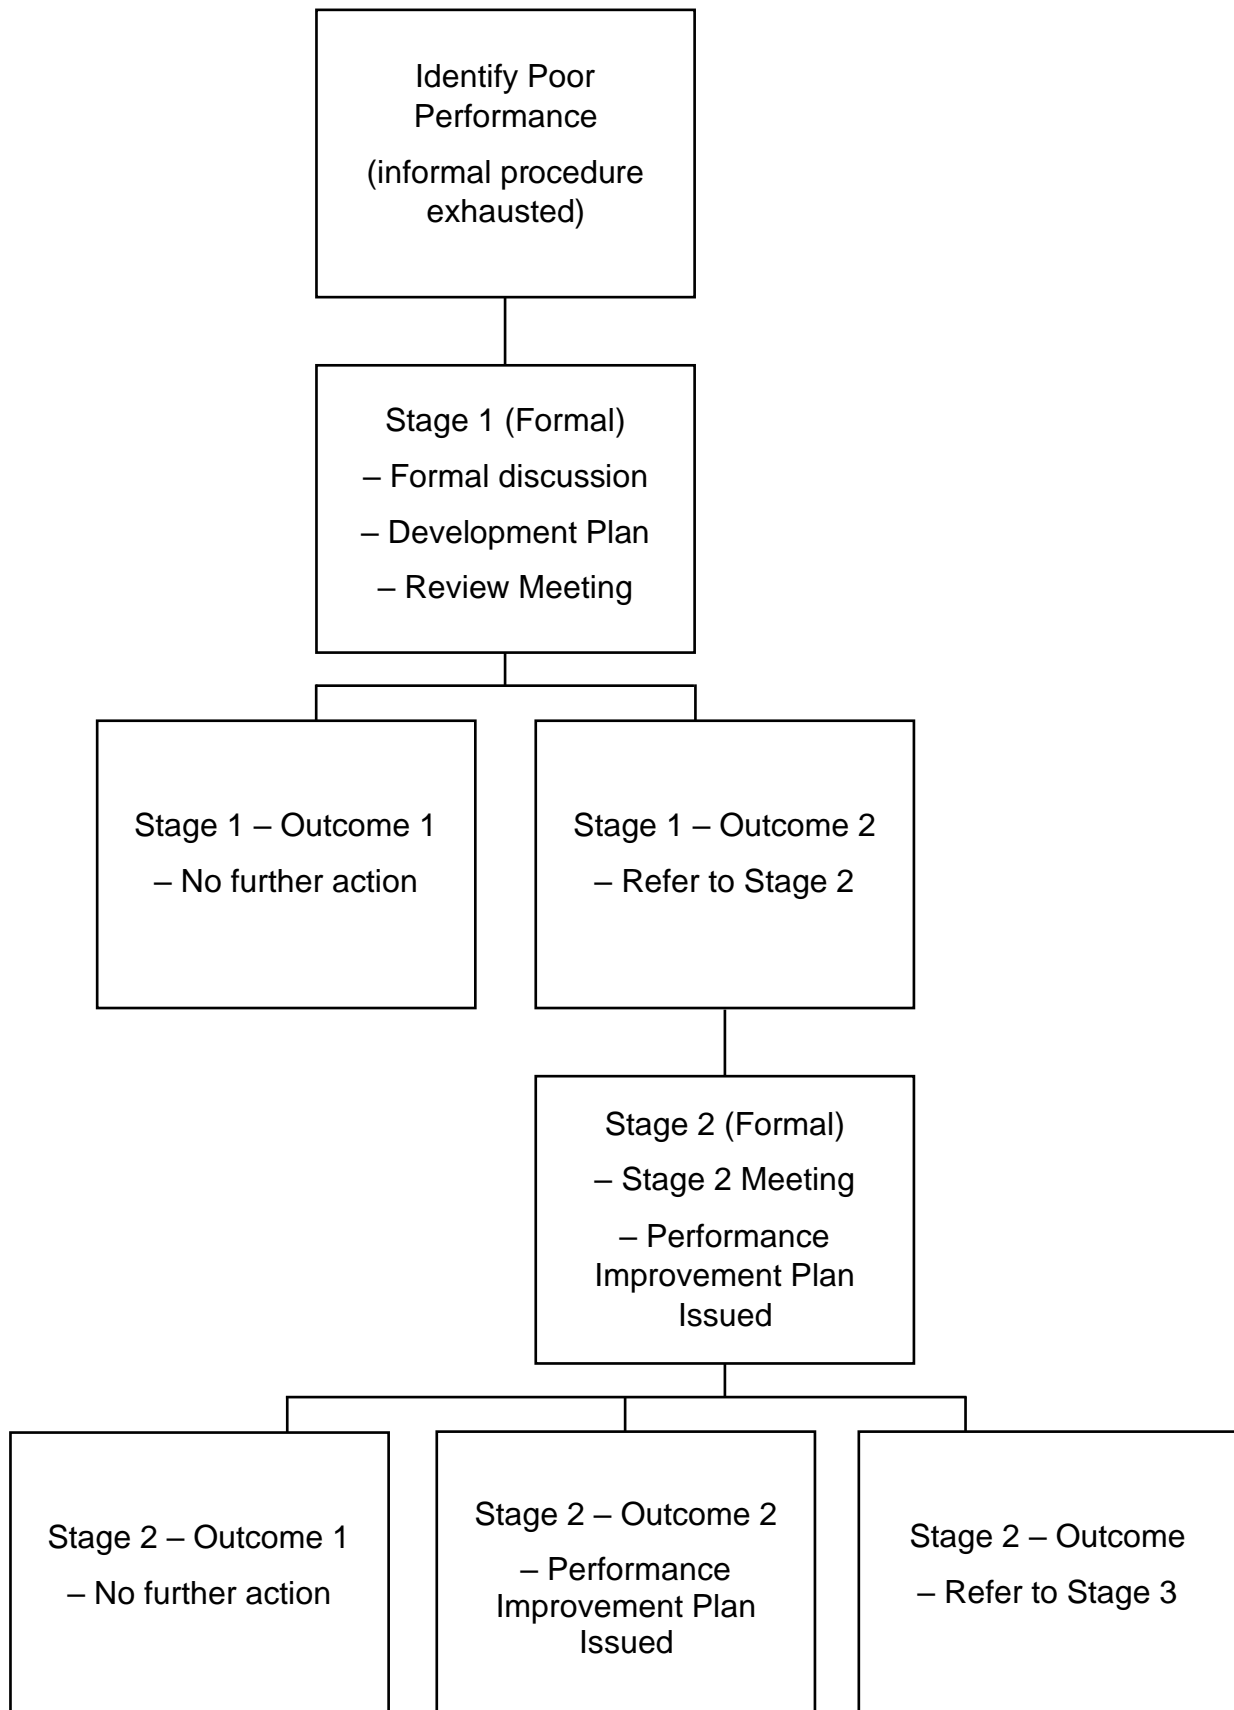 Identify Poor
Performance
(informal procedure
exhausted)
Stage 1 (Formal)
– Formal discussion
– Development Plan
– Review Meeting
Stage 1 – Outcome 1
– No further action
Stage 1 – Outcome 2
– Refer to Stage 2
Stage 2 (Formal)
– Stage 2 Meeting
– Performance
Improvement Plan
Issued
Stage 2 – Outcome 1
– No further action
Stage 2 – Outcome 2
– Performance
Improvement Plan
Issued
Stage 2 – Outcome
– Refer to Stage 3